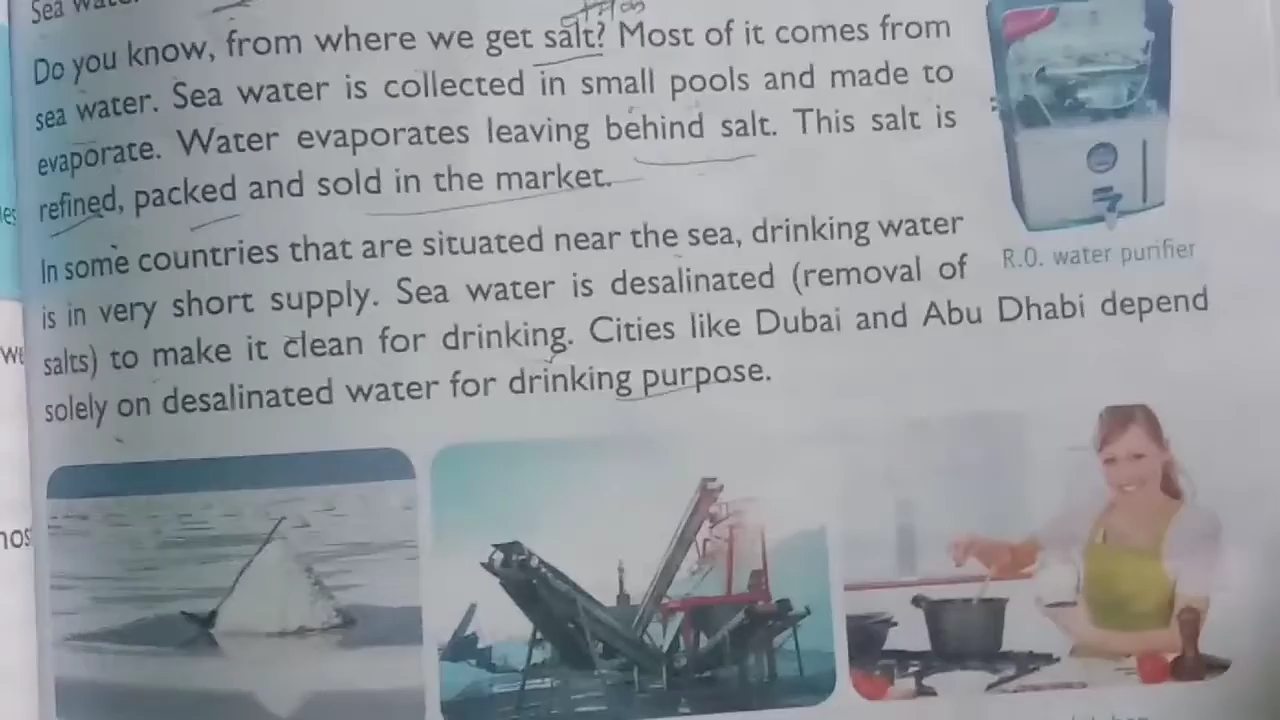 Sea
Do you know, from where we get salt? Most of it comes from
sea water. Sea water is collected in small pools and made to
evaporate. Water evaporates leaving behind salt. This salt is
refined, packed and sold in the market.
R.O. water purifier
In some countries that are situated near the sea, drinking water
is in very short supply. Sea water is desalinated (removal of
salts) to make it clean for drinking. Cities like Dubai and Abu Dhabi depend
solely on desalinated water for drinking purpose.